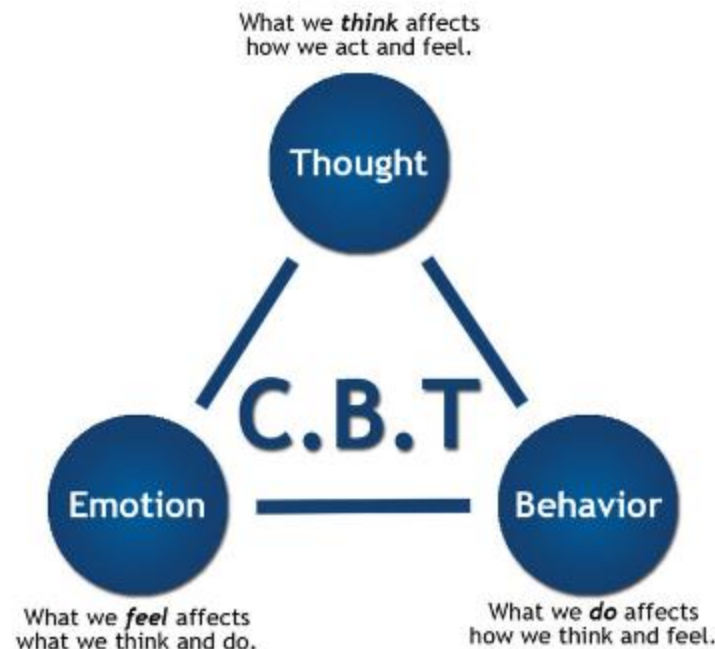 What we think affects
how we act and feel.
Thought
C.B.T
Emotion
Behavior
What we feel affects
what we think and do.
What we do affects
how we think and feel.